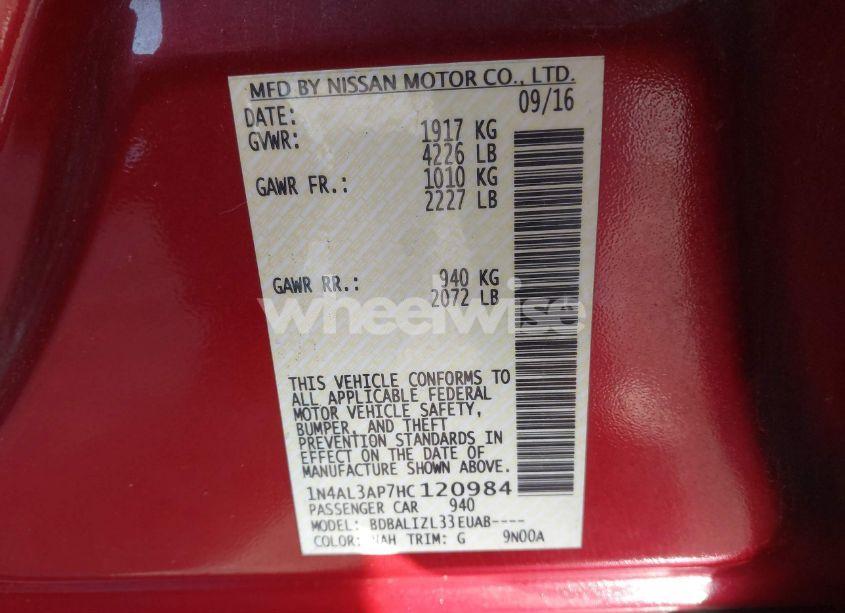 MFD BY NISSAN MOTOR CO., LTD.
DATE: 09/16
GVWR: 1917 KG
4226 LB
GAWR FR.: 1010 KG
2227 LB
GAWR RR.: 940 KG
2072 LB
wheelwise
THIS VEHICLE CONFORMS TO
ALL APPLICABLE FEDERAL
MOTOR VEHICLE SAFETY,
BUMPER, AND THEFT
PREVENTION STANDARDS IN
EFFECT ON THE DATE OF
MANUFACTURE SHOWN ABOVE.
1N4AL3AP7HC120984
PASSENGER CAR 940
MODEL: BDBALIZL33EUAB----
COLOR: NAH TRIM: G 9N00A